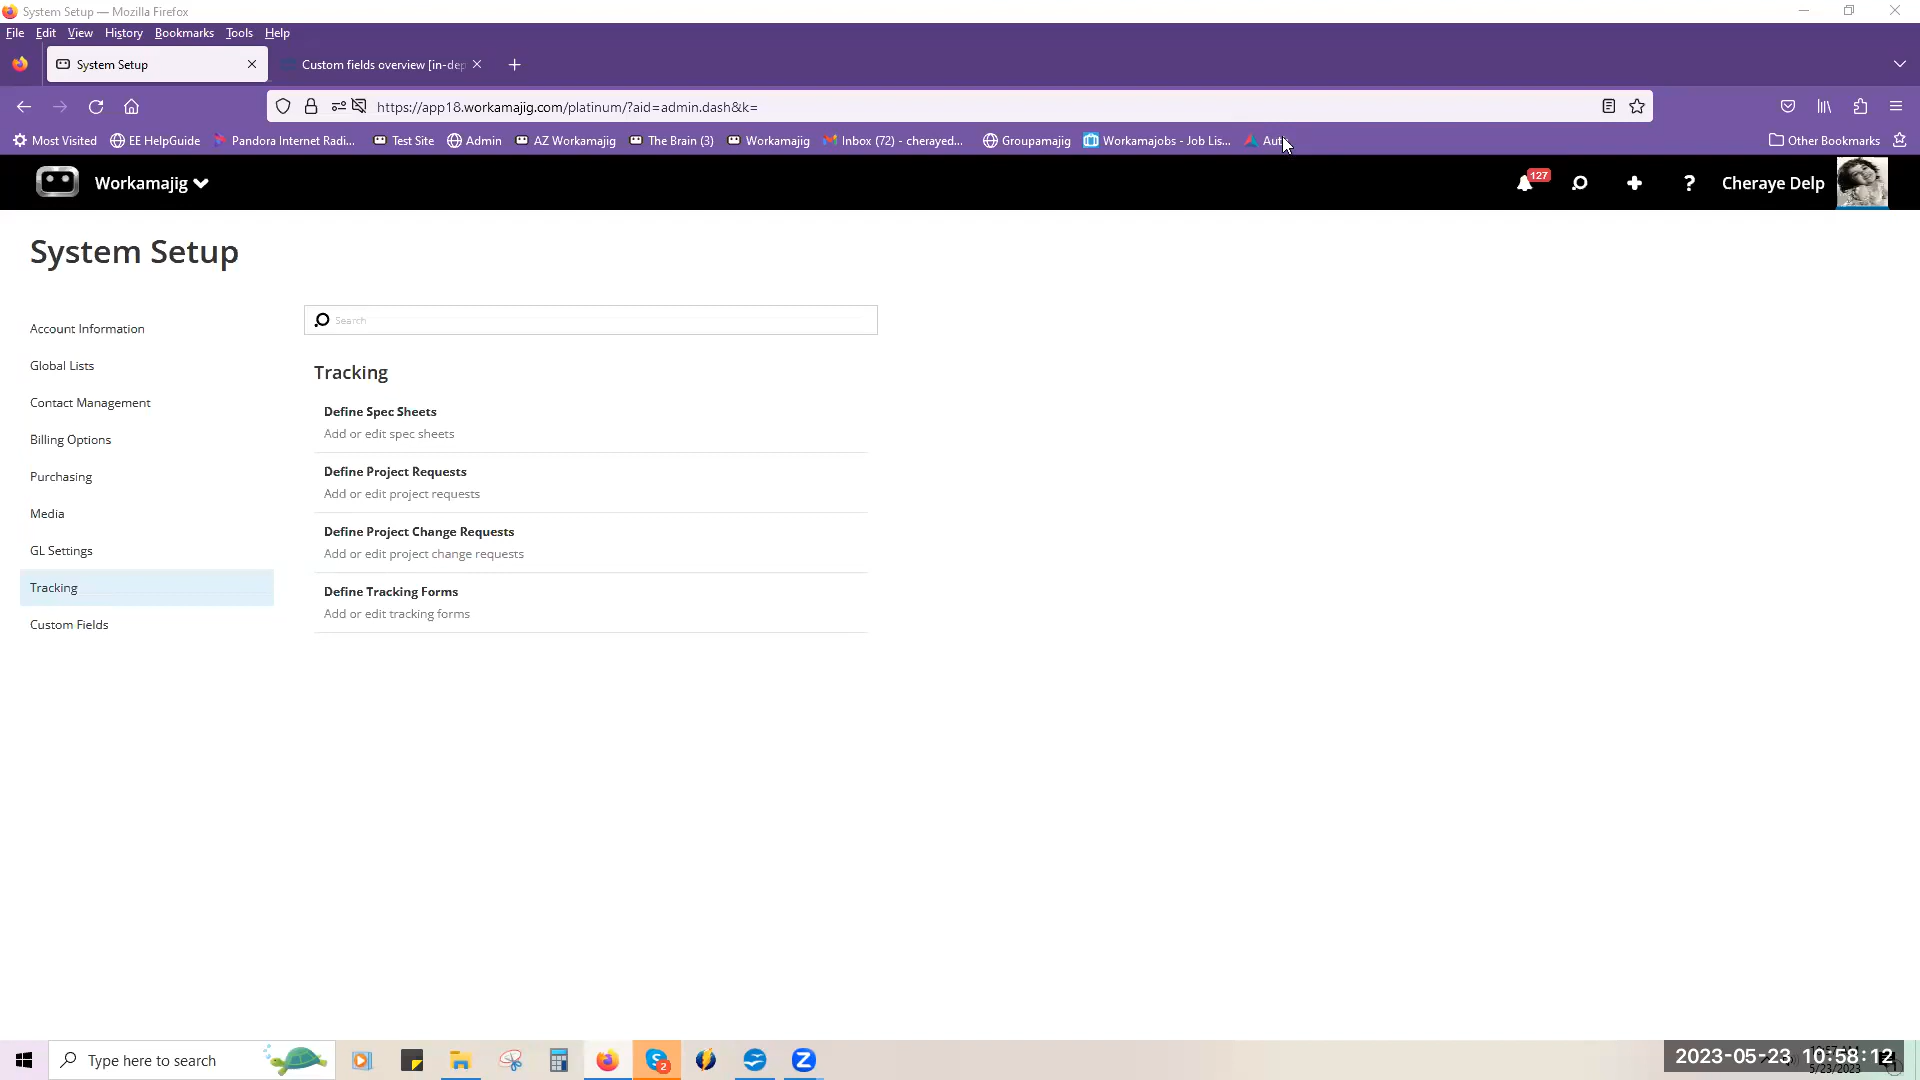 System Setup — Mozilla Firefox
File Edit View History Bookmarks Tools Help
System Setup
Custom fields overview [in-dep
https://app18.workamajig.com/platinum/?aid=admin.dash&k=
Most Visited EE HelpGuide Pandora Internet Radi... Test Site Admin AZ Workamajig The Brain (3) Workamajig Inbox (72) - cherayed... Groupamajig Workamajobs - Job Lis... Other Bookmarks
Workamajig 127 ? Cheraye Delp
System Setup
Account Information
Global Lists
Contact Management
Billing Options
Purchasing
Media
GL Settings
Tracking
Custom Fields
Search
Tracking
Define Spec Sheets
Add or edit spec sheets
Define Project Requests
Add or edit project requests
Define Project Change Requests
Add or edit project change requests
Define Tracking Forms
Add or edit tracking forms
Type here to search
2
2023-05-23 10:58:12
5/23/2023